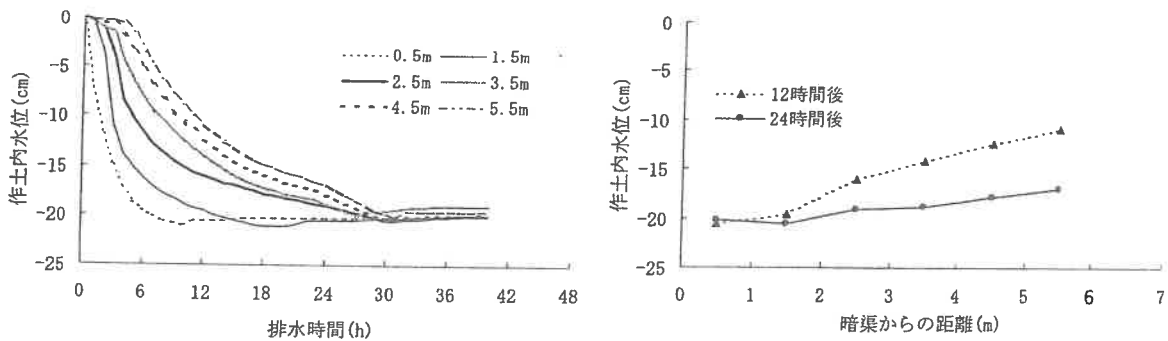 0
-5
-10
-15
-20
-25
作土内水位(cm)
0.5m
1.5m
2.5m
3.5m
4.5m
5.5m
0 6 12 18 24 30 36 42 48
排水時間(h)
0
-5
-10
-15
-20
-25
作土内水位(cm)
12時間後
24時間後
0 1 2 3 4 5 6 7
暗渠からの距離(m)